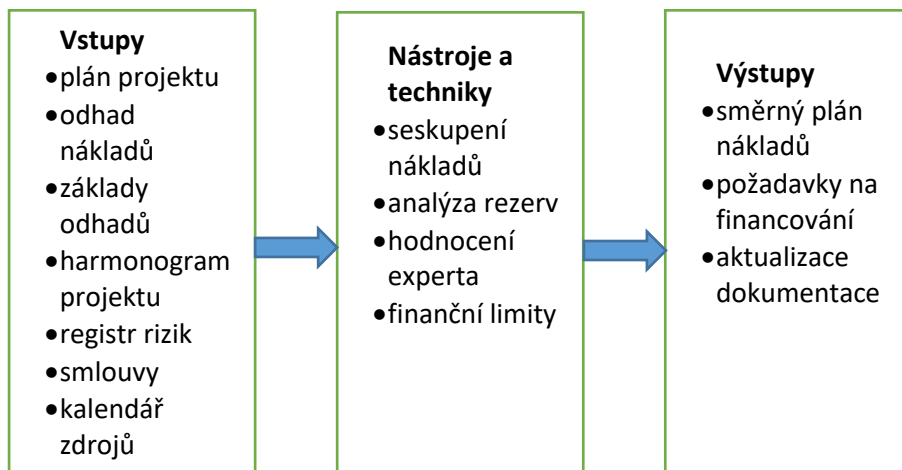 Vstupy
•plán projektu
•odhad
nákladů
•základy
odhadů
•harmonogram
projektu
•registr rizik
•smlouvy
•kalendář
zdrojů
Nástroje a
techniky
•seskupení
nákladů
•analýza rezerv
•hodnocení
experta
•finanční limity
Výstupy
•směrný plán
nákladů
•požadavky na
financování
•aktualizace
dokumentace